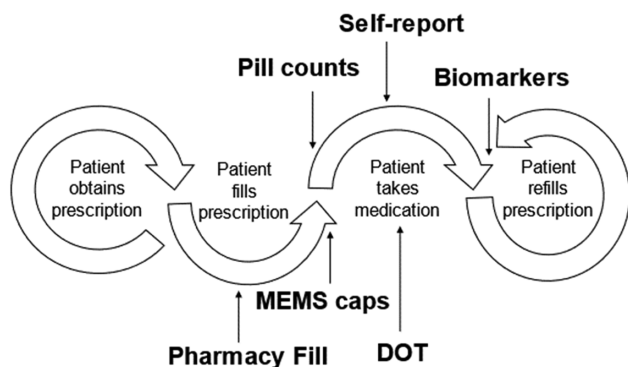 Self-report
Pill counts
Biomarkers
Patient
obtains
prescription
Patient
fills
prescription
Patient
takes
medication
Patient
refills
prescription
MEMS caps
Pharmacy Fill
DOT